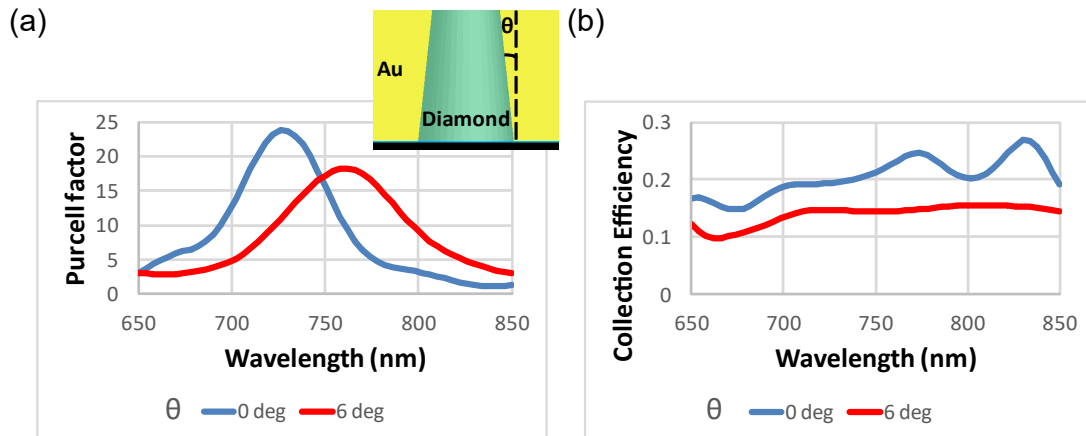 (a)
θ
Au
Diamond
Purcell factor
25
20
15
10
5
0
650 700 750 800 850
Wavelength (nm)
θ 0 deg 6 deg
(b)
Collection Efficiency
0.3
0.2
0.1
0
650 700 750 800 850
Wavelength (nm)
θ 0 deg 6 deg